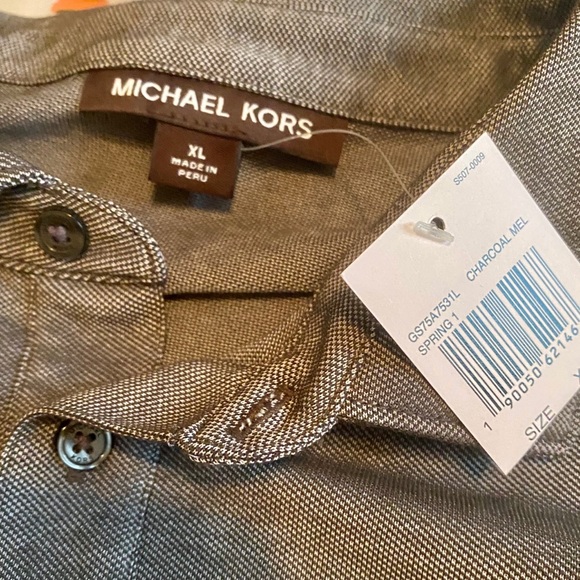 MICHAEL KORS
XL
MADE IN
PERU
S507-0009
GS75A7531L
CHARCOAL MEL
SPRING 1
1 90050 62146
SIZE